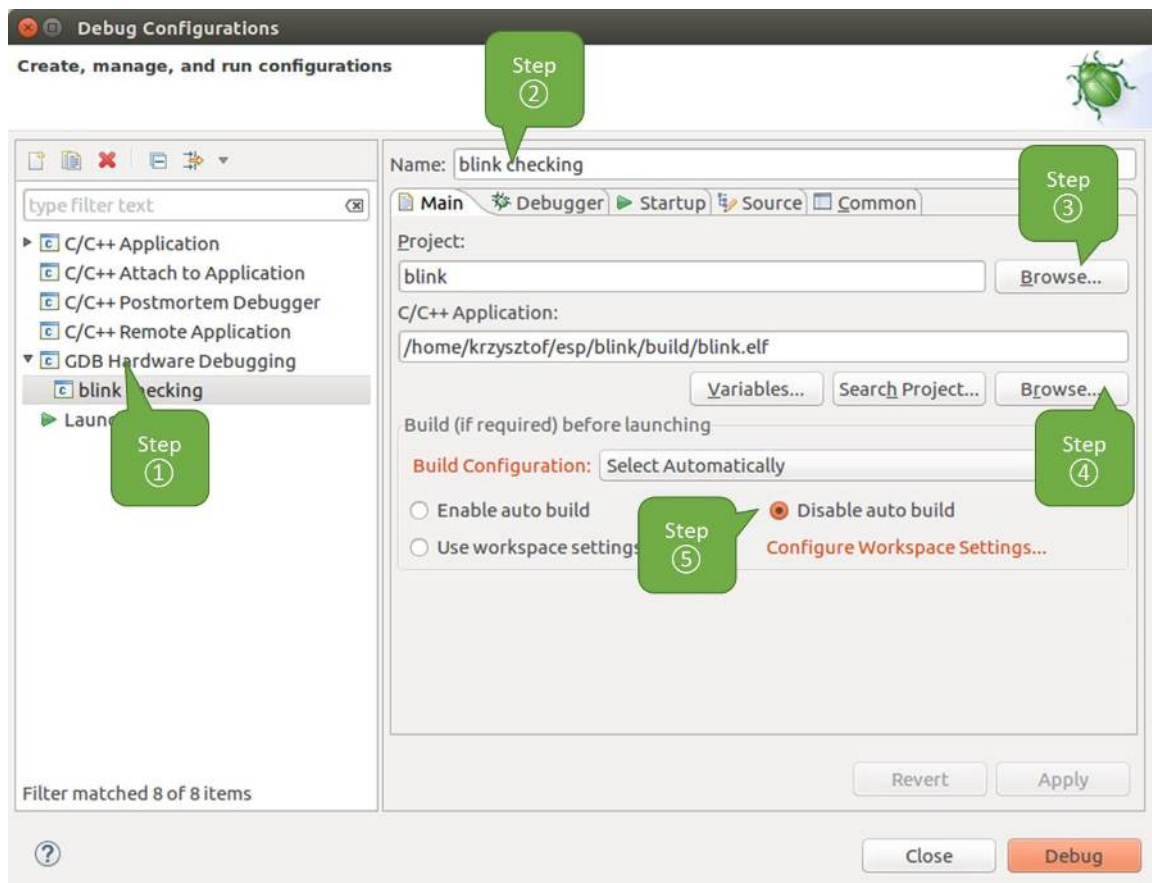 Debug Configurations
Create, manage, and run configurations
Step
②
Name: blink checking
type filter text
C/C++ Application
C/C++ Attach to Application
C/C++ Postmortem Debugger
C/C++ Remote Application
GDB Hardware Debugging
blink checking
Step
①
Filter matched 8 of 8 items
Main Debugger Startup Source Common
Step
③
Project:
blink
Browse...
C/C++ Application:
/home/krzysztof/esp/blink/build/blink.elf
Variables... Search Project... Browse...
Step
④
Build (if required) before launching
Build Configuration: Select Automatically
Enable auto build Disable auto build
Step
⑤
Use workspace settings Configure Workspace Settings...
Revert Apply
Close Debug